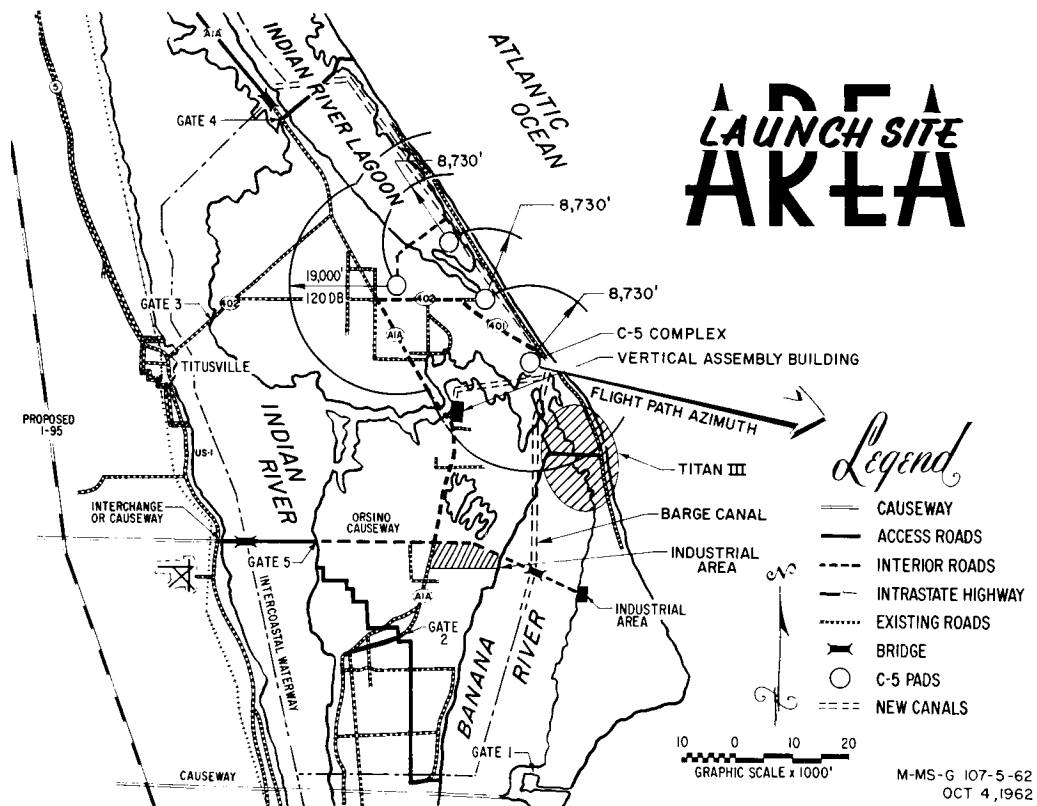 LAUNCH SITE
AREA
ATLANTIC
OCEAN
A1A
INDIAN RIVER LAGOON
5
GATE 4
8,730'
8,730'
8,730'
19,000'
120 DB
402
402
401
A1A
GATE 3
C-5 COMPLEX
VERTICAL ASSEMBLY BUILDING
FLIGHT PATH AZIMUTH
TITUSVILLE
PROPOSED
I-95
US-1
INDIAN
RIVER
TITAN III
INTERCHANGE
OR CAUSEWAY
ORSINO
CAUSEWAY
BARGE CANAL
GATE 5
INDUSTRIAL
AREA
INTERCOASTAL WATERWAY
A1A
GATE
2
INDUSTRIAL
AREA
BANANA
RIVER
GATE 1
CAUSEWAY
Legend
CAUSEWAY
ACCESS ROADS
INTERIOR ROADS
INTRASTATE HIGHWAY
EXISTING ROADS
BRIDGE
C-5 PADS
NEW CANALS
N
10 0 10 20
GRAPHIC SCALE x 1000'
M-MS-G 107-5-62
OCT 4, 1962